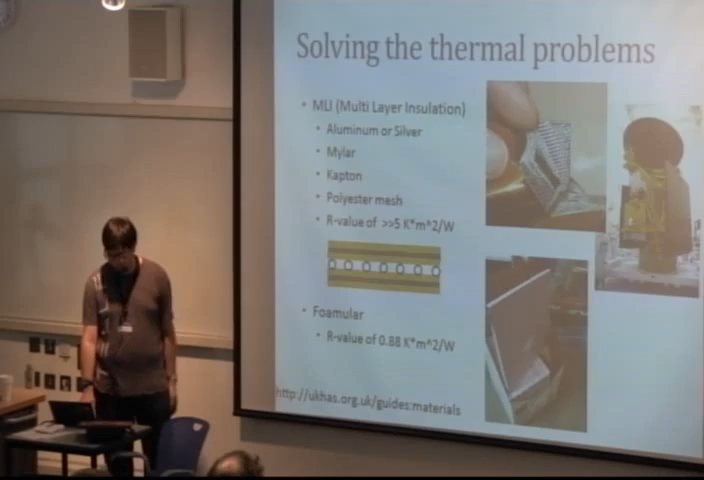 Solving the thermal problems
• MLI (Multi Layer Insulation)
• Aluminum or Silver
• Mylar
• Kapton
• Polyester mesh
• R-value of >>5 K*m^2/W
• Foamular
• R-value of 0.88 K*m^2/W
http://ukhas.org.uk/guides:materials